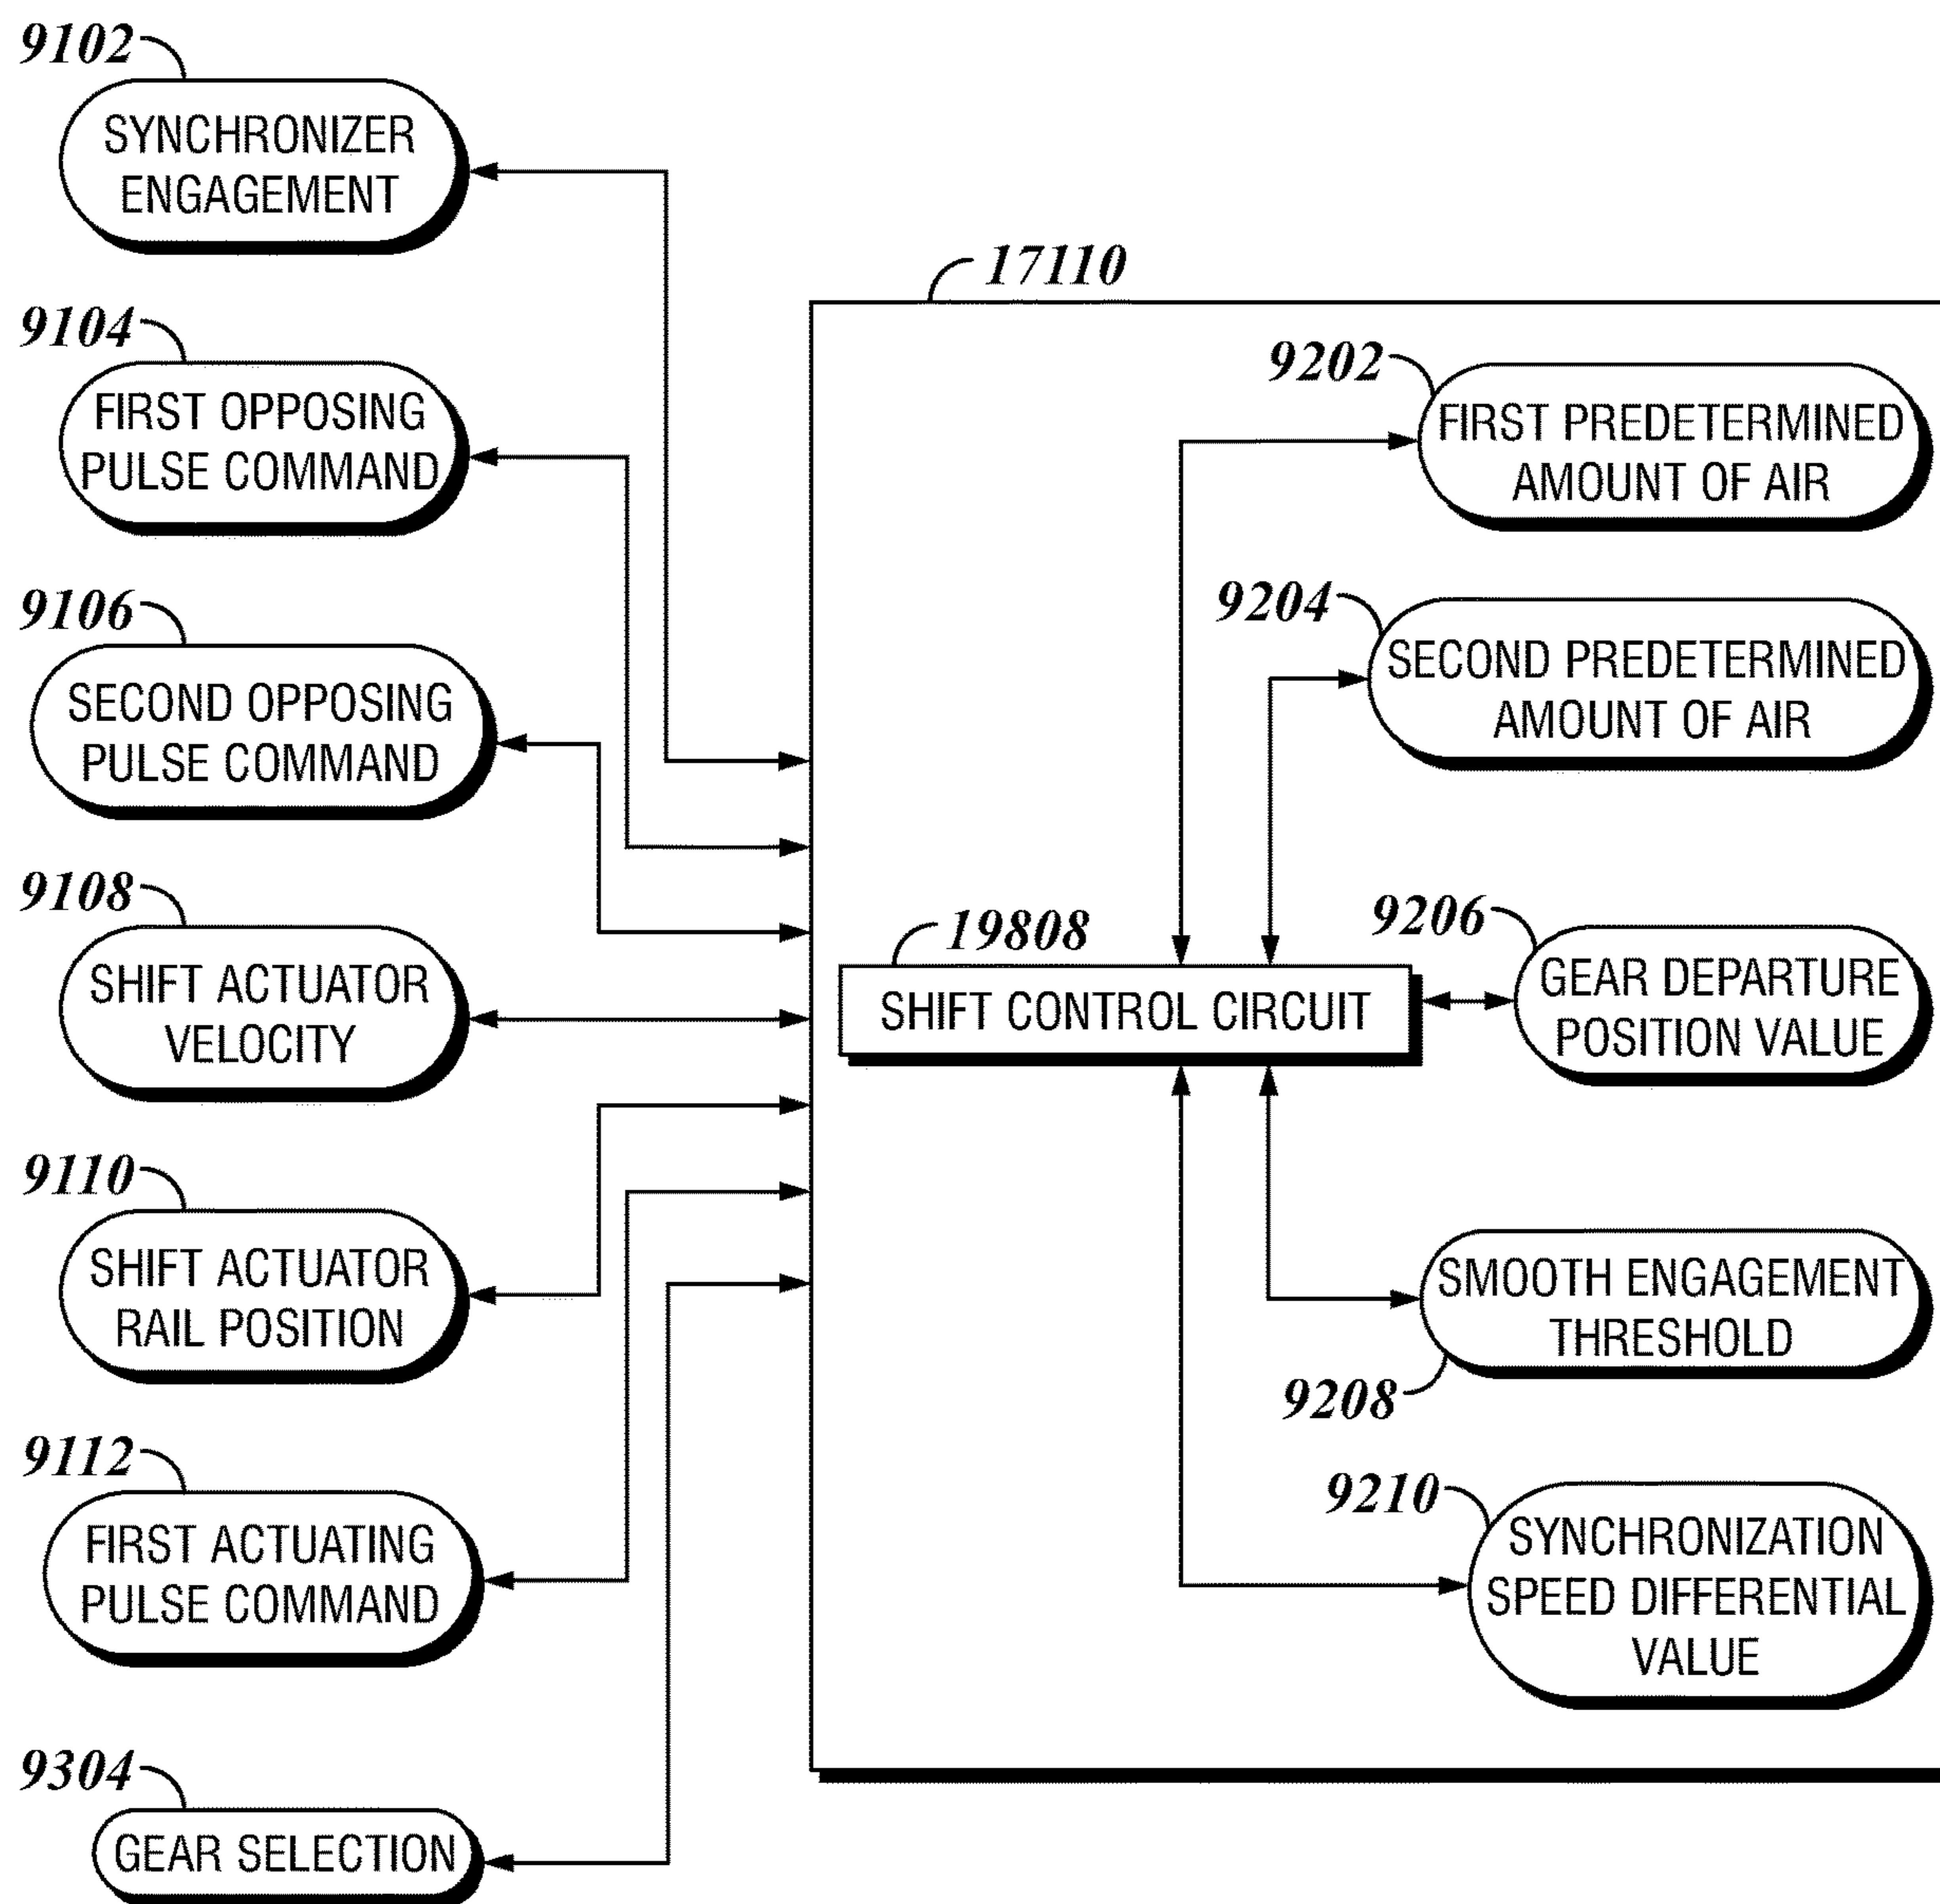 9102
SYNCHRONIZER
ENGAGEMENT
9104
FIRST OPPOSING
PULSE COMMAND
9106
SECOND OPPOSING
PULSE COMMAND
9108
SHIFT ACTUATOR
VELOCITY
9110
SHIFT ACTUATOR
RAIL POSITION
9112
FIRST ACTUATING
PULSE COMMAND
9304
GEAR SELECTION
17110
19808
SHIFT CONTROL CIRCUIT
9202
FIRST PREDETERMINED
AMOUNT OF AIR
9204
SECOND PREDETERMINED
AMOUNT OF AIR
9206
GEAR DEPARTURE
POSITION VALUE
SMOOTH ENGAGEMENT
THRESHOLD
9208
9210
SYNCHRONIZATION
SPEED DIFFERENTIAL
VALUE